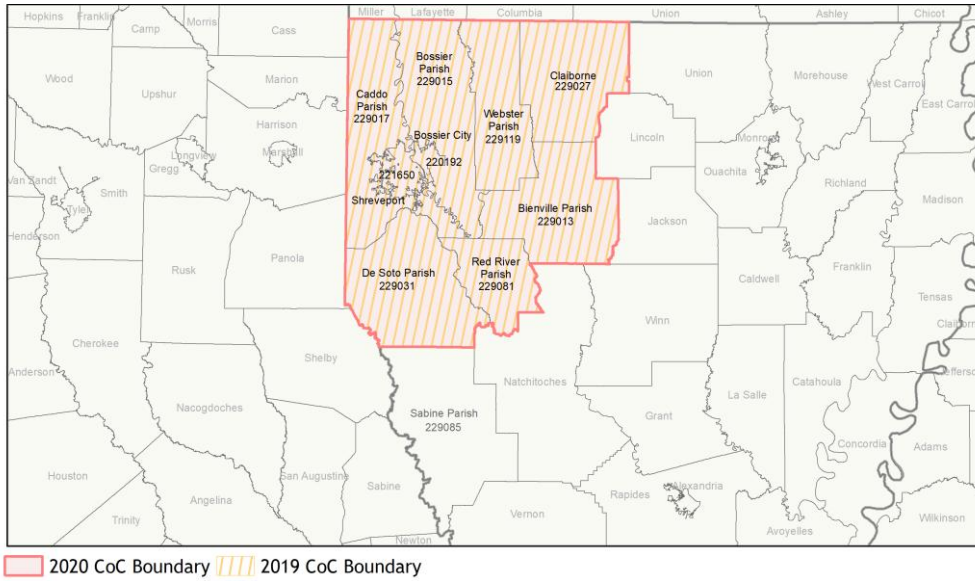 Hopkins
Franklin
Camp
Morris
Cass
Miller
Lafayette
Columbia
Union
Ashley
Chicot
Wood
Upshur
Marion
Harrison
Marshall
Gregg
Longview
Van Zandt
Smith
Tyler
Henderson
Rusk
Panola
Cherokee
Anderson
Shelby
Nacogdoches
Houston
Angelina
San Augustine
Sabine
Trinity
Newton
Caddo
Parish
229017
Bossier
Parish
229015
Bossier City
220192
221650
Shreveport
Webster
Parish
229119
Claiborne
229027
Bienville Parish
229013
De Soto Parish
229031
Red River
Parish
229081
Union
Morehouse
West Carrol
East Carrol
Lincoln
Monroe
Ouachita
Richland
Madison
Jackson
Caldwell
Franklin
Tensas
Claiborn
Jefferso
Winn
Natchitoches
Sabine Parish
229085
Grant
La Salle
Catahoula
Concordia
Adams
Rapides
Alexandria
Vernon
Avoyelles
Wilkinson
2020 CoC Boundary
2019 CoC Boundary